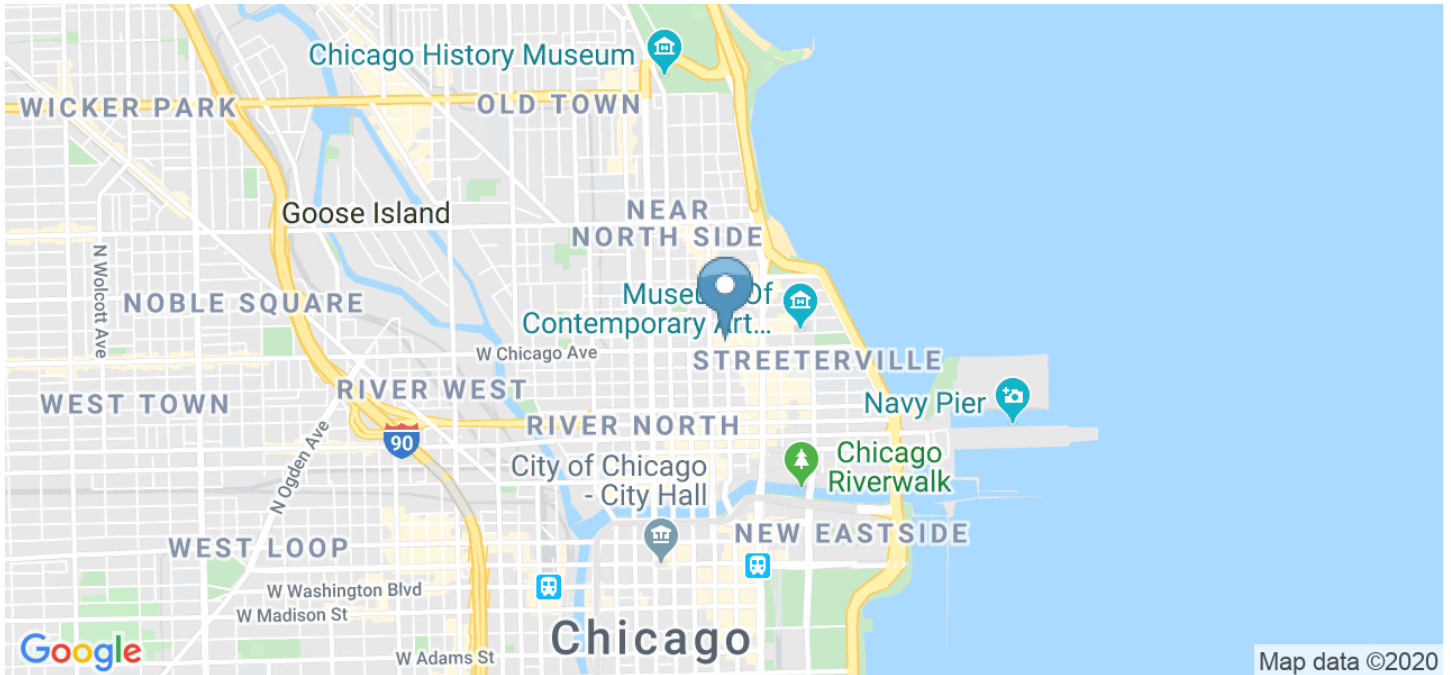 Chicago History Museum
WICKER PARK
OLD TOWN
Goose Island
NEAR
NORTH SIDE
N Wolcott Ave
NOBLE SQUARE
Museum Of
Contemporary Art...
W Chicago Ave
STREETERVILLE
RIVER WEST
WEST TOWN
Navy Pier
RIVER NORTH
90
N Ogden Ave
City of Chicago
- City Hall
Chicago
Riverwalk
WEST LOOP
NEW EASTSIDE
W Washington Blvd
W Madison St
Chicago
W Adams St
Google
Map data ©2020